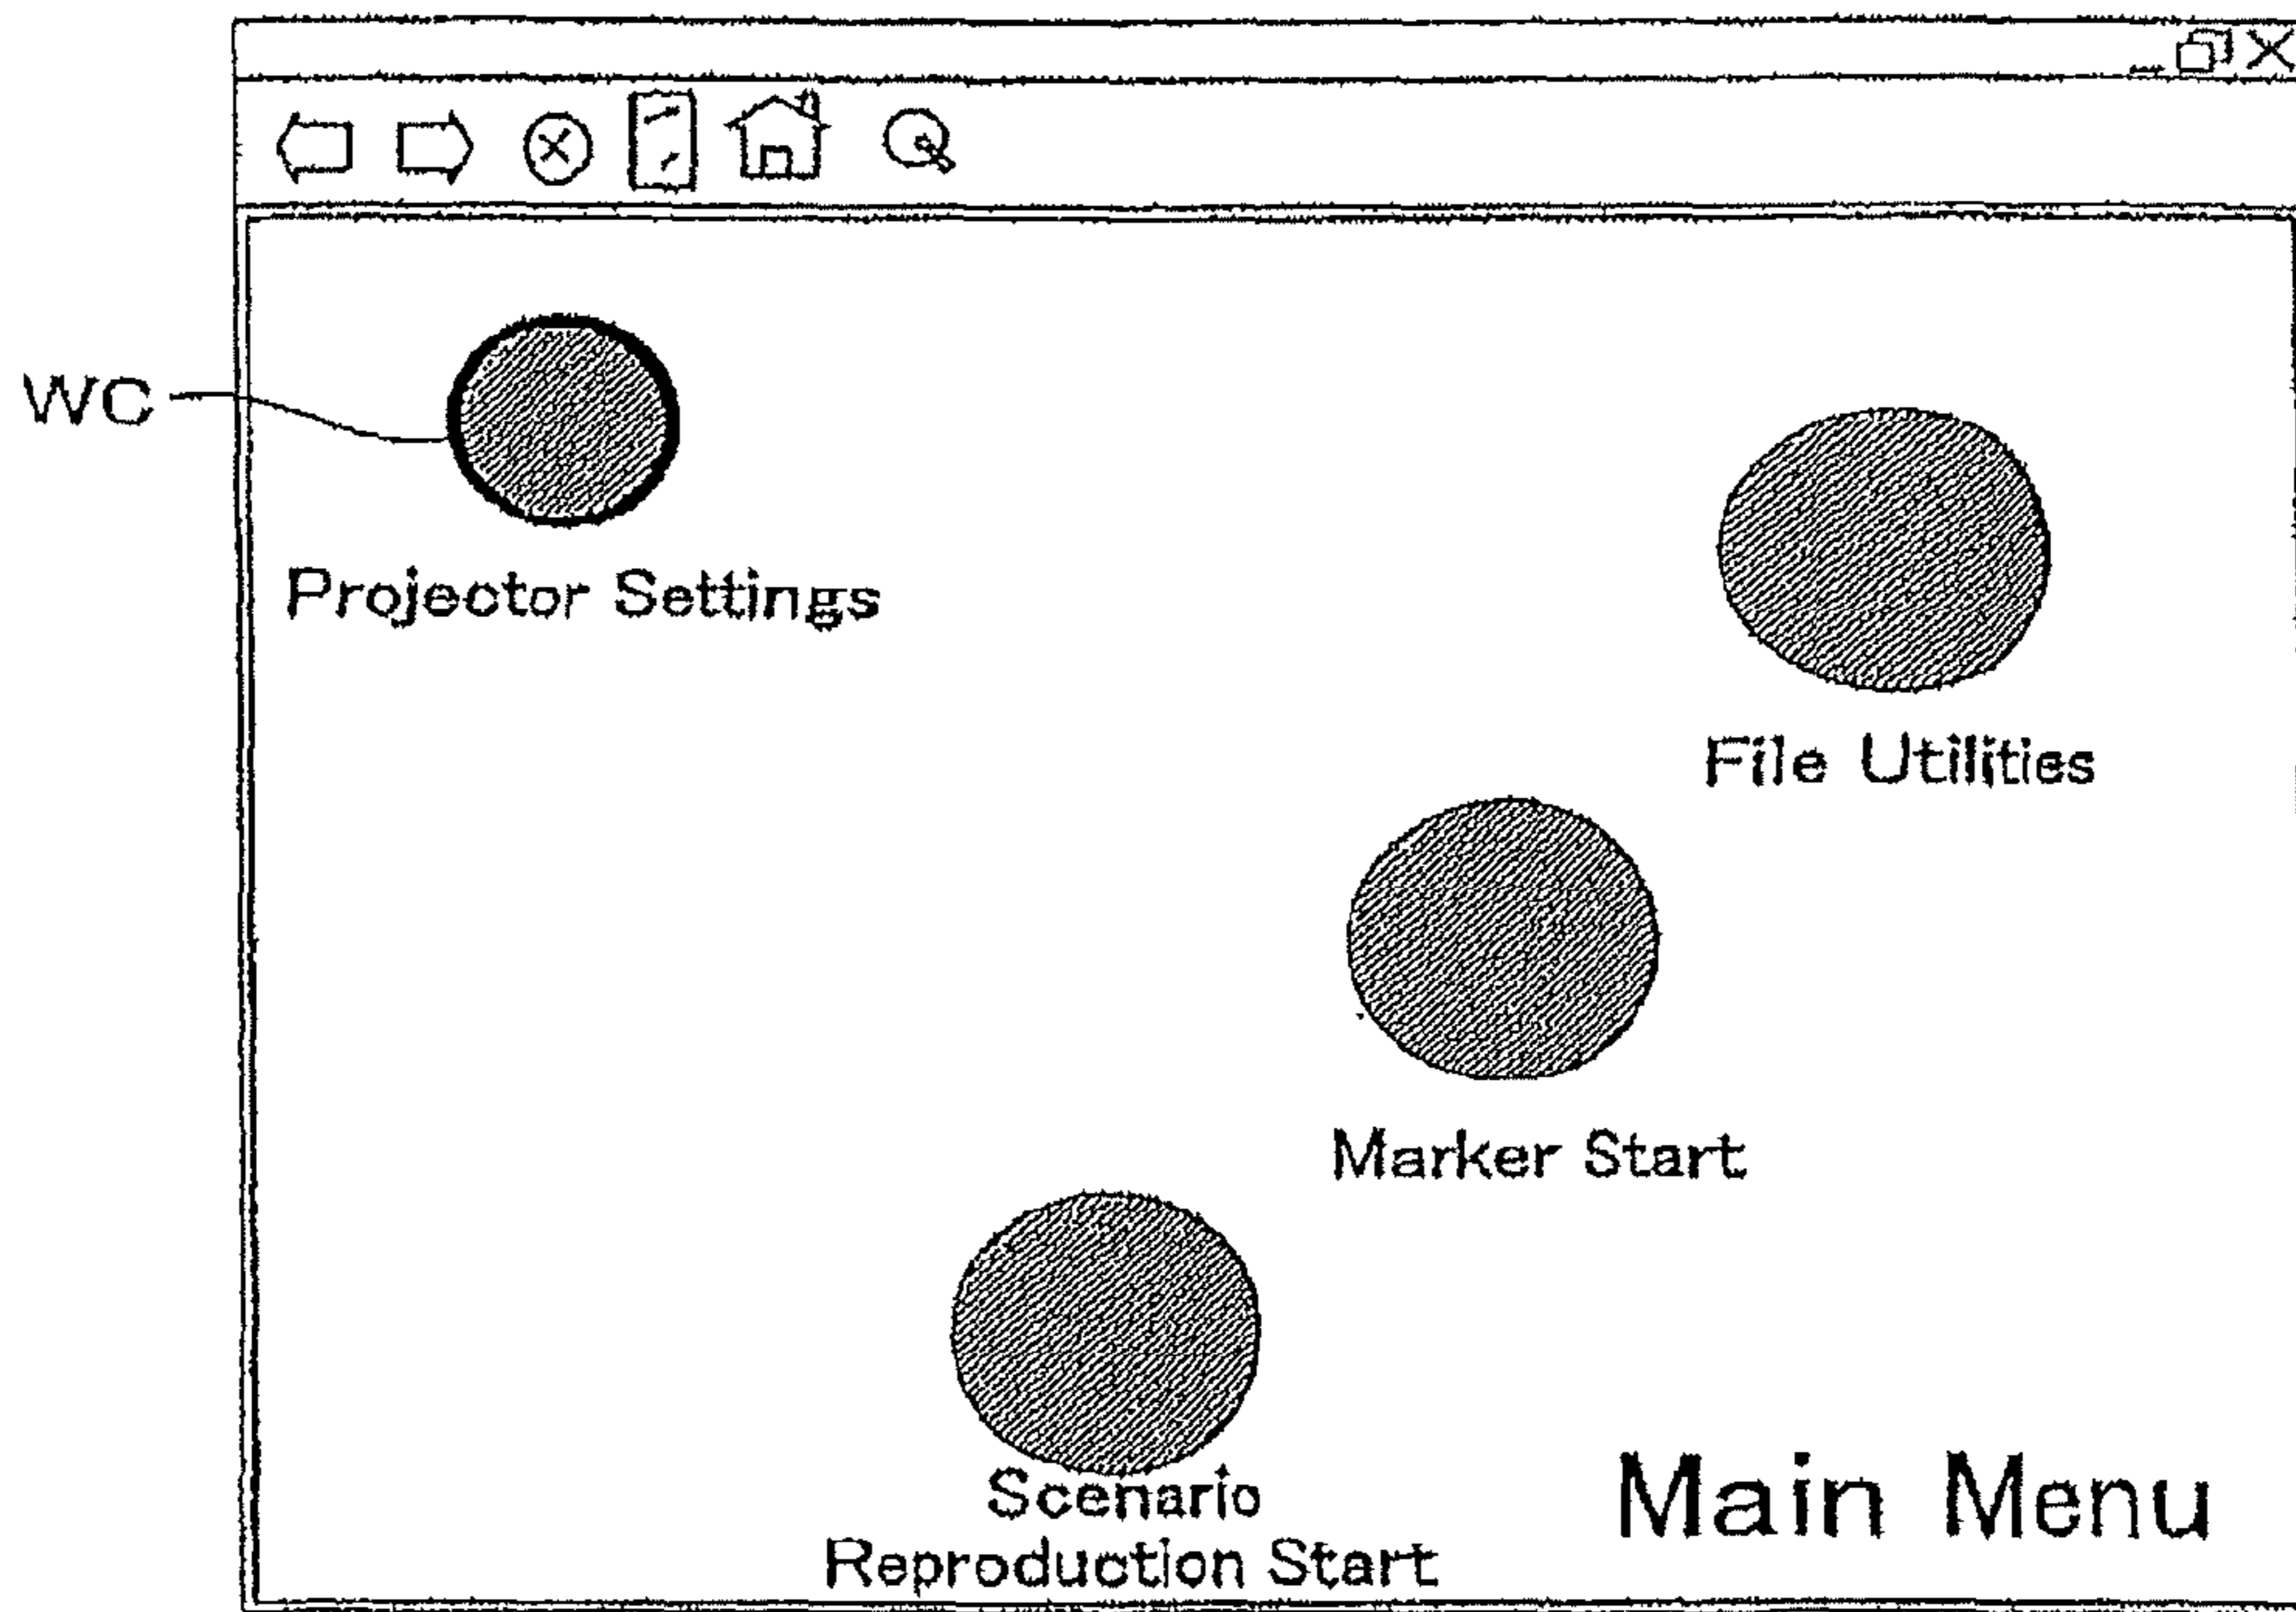 WC
Projector Settings
File Utilities
Marker Start
Scenario
Reproduction Start
Main Menu